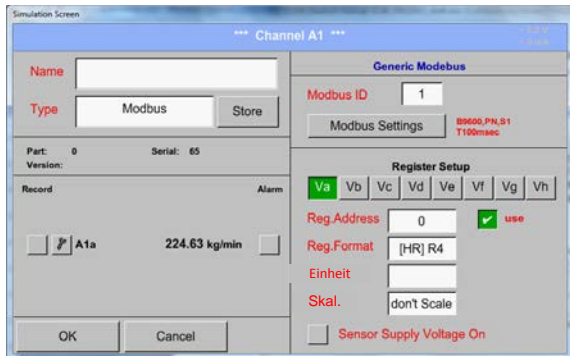 Simulation Screen
*** Channel A1 ***
Name
Type
Modbus
Store
Part: 0 Serial: 65
Version:
Record
Alarm
A1a
224.63 kg/min
OK
Cancel
Generic Modebus
Modbus ID
1
Modbus Settings
B9600,PN,S1
T100msec
Register Setup
Va Vb Vc Vd Ve Vf Vg Vh
Reg.Address
0
use
Reg.Format
[HR] R4
Einheit
Skal.
don't Scale
Sensor Supply Voltage On